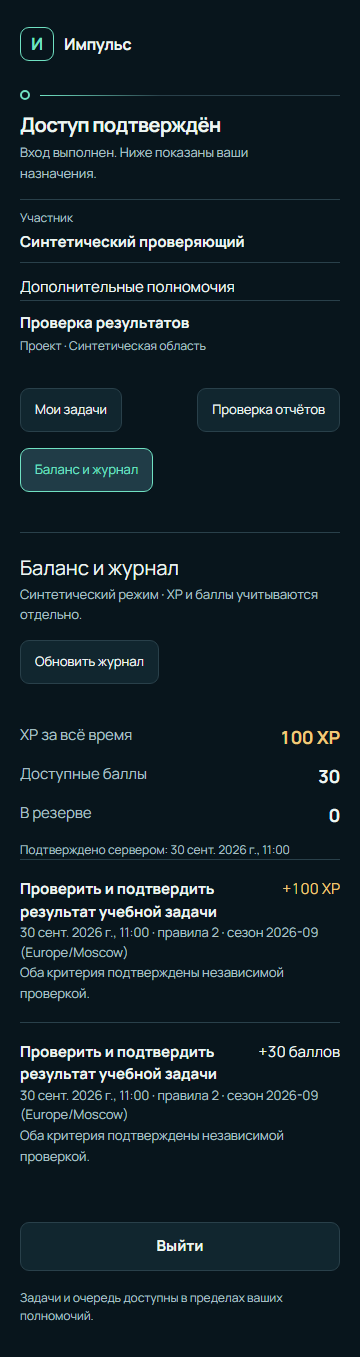 И Импульс
Доступ подтверждён
Вход выполнен. Ниже показаны ваши
назначения.
Участник
Синтетический проверяющий
Дополнительные полномочия
Проверка результатов
Проект · Синтетическая область
Мои задачи Проверка отчётов
Баланс и журнал
Баланс и журнал
Синтетический режим · XP и баллы учитываются
отдельно.
Обновить журнал
XP за всё время 100 XP
Доступные баллы 30
В резерве 0
Подтверждено сервером: 30 сент. 2026 г., 11:00
Проверить и подтвердить +100 XP
результат учебной задачи
30 сент. 2026 г., 11:00 · правила 2 · сезон 2026-09
(Europe/Moscow)
Оба критерия подтверждены независимой
проверкой.
Проверить и подтвердить +30 баллов
результат учебной задачи
30 сент. 2026 г., 11:00 · правила 2 · сезон 2026-09
(Europe/Moscow)
Оба критерия подтверждены независимой
проверкой.
Выйти
Задачи и очередь доступны в пределах ваших
полномочий.